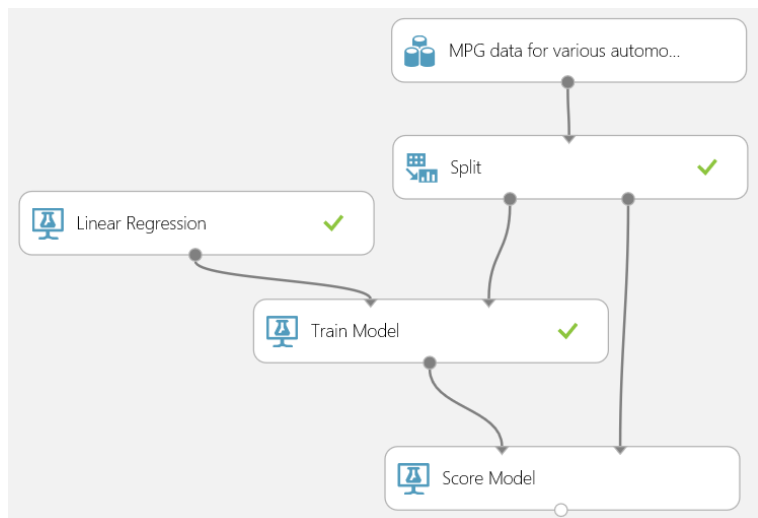 MPG data for various automo...
Split
Linear Regression
Train Model
Score Model